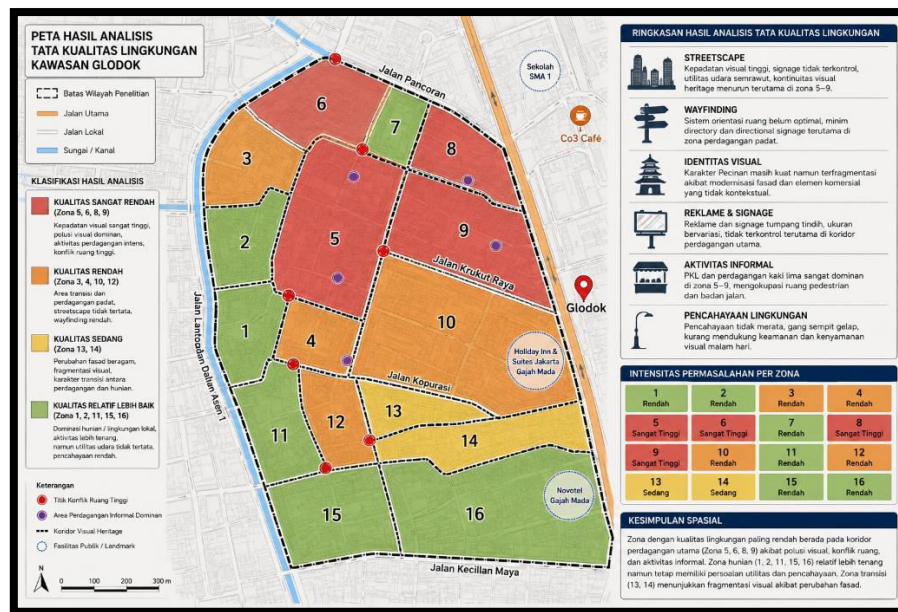 PETA HASIL ANALISIS
TATA KUALITAS LINGKUNGAN
KAWASAN GLODOK
Batas Wilayah Penelitian
Jalan Utama
Jalan Lokal
Sungai / Kanal
KLASIFIKASI HASIL ANALISIS
KUALITAS SANGAT RENDAH
(Zona 5, 6, 8, 9)
Kepadatan visual sangat tinggi,
polusi visual dominan,
aktivitas perdagangan intens,
konflik ruang tinggi.
KUALITAS RENDAH
(Zona 3, 4, 10, 12)
Area transisi dan
perdagangan padat,
streetscape tidak tertata,
wayfinding rendah.
KUALITAS SEDANG
(Zona 13, 14)
Perubahan fasad beragam,
fragmentasi visual,
karakter transisi antara
perdagangan dan hunian.
KUALITAS RELATIF LEBIH BAIK
(Zona 1, 2, 11, 15, 16)
Dominasi hunian / lingkungan lokal,
aktivitas lebih tenang,
namun utilitas udara tidak tertata,
pencahayaan rendah.
Keterangan
Titik Konflik Ruang Tinggi
Area Perdagangan Informal Dominan
Koridor Visual Heritage
Fasilitas Publik / Landmark
N
0 100 200 300 m
Jalan Pancoran
Sekolah
SMA 1
Co3 Café
6
7
8
3
2
5
9
Jalan Krukut Raya
Glodok
1
4
10
Holiday Inn &
Suites Jakarta
Gajah Mada
Jalan Kopurasi
13
12
11
14
Novotel
Gajah Mada
15
16
Jalan Kecillan Maya
Jalan Lantoodan Dalian Asen 1
RINGKASAN HASIL ANALISIS TATA KUALITAS LINGKUNGAN
STREETSCAPE
Kepadatan visual tinggi, signage tidak terkontrol,
utilitas udara semrawut, kontinuitas visual
heritage menurun terutama di zona 5–9.
WAYFINDING
Sistem orientasi ruang belum optimal, minim
directory dan directional signage terutama di
zona perdagangan padat.
IDENTITAS VISUAL
Karakter Pecinan masih kuat namun terfragmentasi
akibat modernisasi fasad dan elemen komersial
yang tidak kontekstual.
REKLAME & SIGNAGE
Reklame dan signage tumpang tindih, ukuran
bervariasi, tidak terkontrol terutama di koridor
perdagangan utama.
AKTIVITAS INFORMAL
PKL dan perdagangan kaki lima sangat dominan
di zona 5–9, mengokupasi ruang pedestrian
dan badan jalan.
PENCAHAYAAN LINGKUNGAN
Pencahayaan tidak merata, gang sempit gelap,
kurang mendukung keamanan dan kenyamanan
visual malam hari.
INTENSITAS PERMASALAHAN PER ZONA
1 Rendah 2 Rendah 3 Rendah 4 Rendah
5 Sangat Tinggi 6 Sangat Tinggi 7 Rendah 8 Sangat Tinggi
9 Sangat Tinggi 10 Rendah 11 Rendah 12 Rendah
13 Sedang 14 Sedang 15 Rendah 16 Rendah
KESIMPULAN SPASIAL
Zona dengan kualitas lingkungan paling rendah berada pada koridor
perdagangan utama (Zona 5, 6, 8, 9) akibat polusi visual, konflik ruang,
dan aktivitas informal. Zona hunian (1, 2, 11, 15, 16) relatif lebih tenang
namun tetap memiliki persoalan utilitas dan pencahayaan. Zona transisi
(13, 14) menunjukkan fragmentasi visual akibat perubahan fasad.